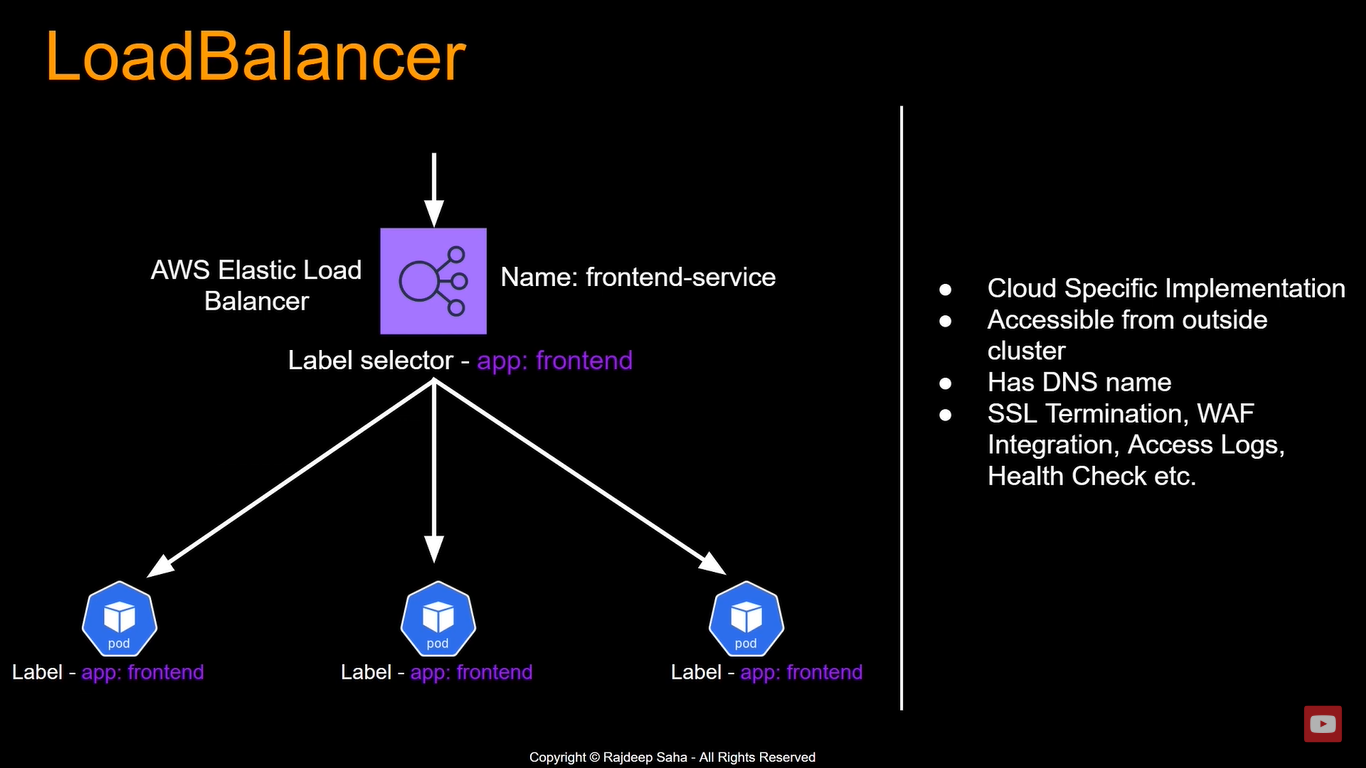 LoadBalancer
AWS Elastic Load
Balancer
Name: frontend-service
Label selector - app: frontend
pod
Label - app: frontend
pod
Label - app: frontend
pod
Label - app: frontend
● Cloud Specific Implementation
● Accessible from outside
cluster
● Has DNS name
● SSL Termination, WAF
Integration, Access Logs,
Health Check etc.
Copyright © Rajdeep Saha - All Rights Reserved